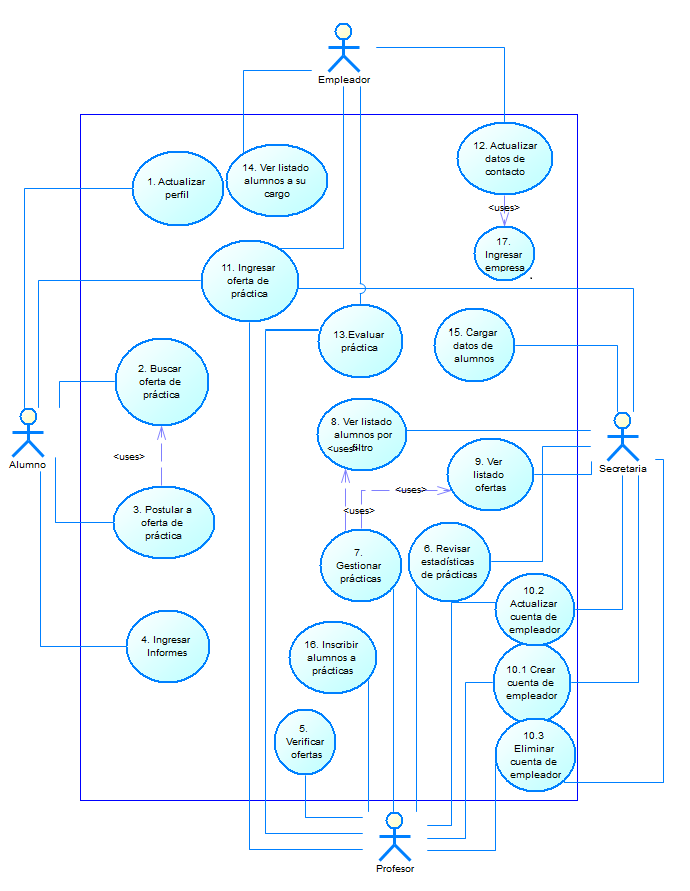 Empleador
12. Actualizar
datos de
contacto
14. Ver listado
alumnos a su
cargo
1. Actualizar
perfil
<uses>
17.
Ingresar
empresa
11. Ingresar
oferta de
práctica
13.Evaluar
práctica
15. Cargar
datos de
alumnos
2. Buscar
oferta de
práctica
8. Ver listado
alumnos por
filtro
<uses>
Alumno
Secretaria
<uses>
9. Ver
listado
ofertas
<uses>
<uses>
3. Postular a
oferta de
práctica
7.
Gestionar
prácticas
6. Revisar
estadísticas
de prácticas
10.2
Actualizar
cuenta de
empleador
4. Ingresar
Informes
16. Inscribir
alumnos a
prácticas
10.1 Crear
cuenta de
empleador
5.
Verificar
ofertas
10.3
Eliminar
cuenta de
empleador
Profesor